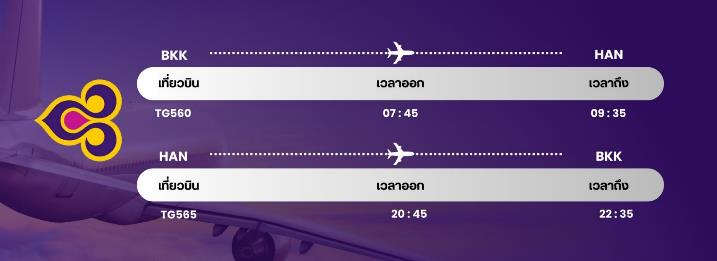 BKK HAN
เที่ยวบิน เวลาออก เวลาถึง
TG560 07:45 09:35
HAN BKK
เที่ยวบิน เวลาออก เวลาถึง
TG565 20:45 22:35